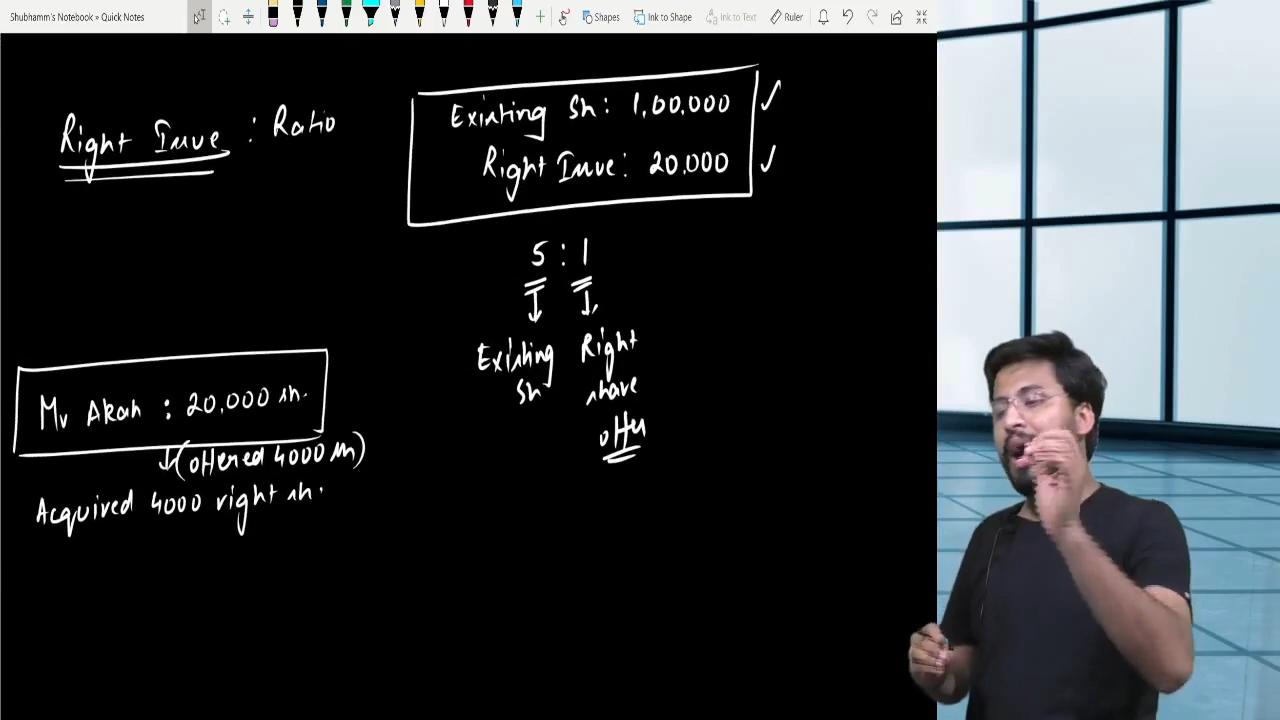 Shubhamm's Notebook » Quick Notes
Shapes
Ink to Shape
Ink to Text
Ruler
Right Issue : Ratio
Existing Sh : 1,00,000 ✓
Right Issue : 20,000 ✓
5 : 1
Existing Sh
Right share offer
Mr Akash : 20,000 sh.
(Offered 4000 sh)
Acquired 4000 right sh.